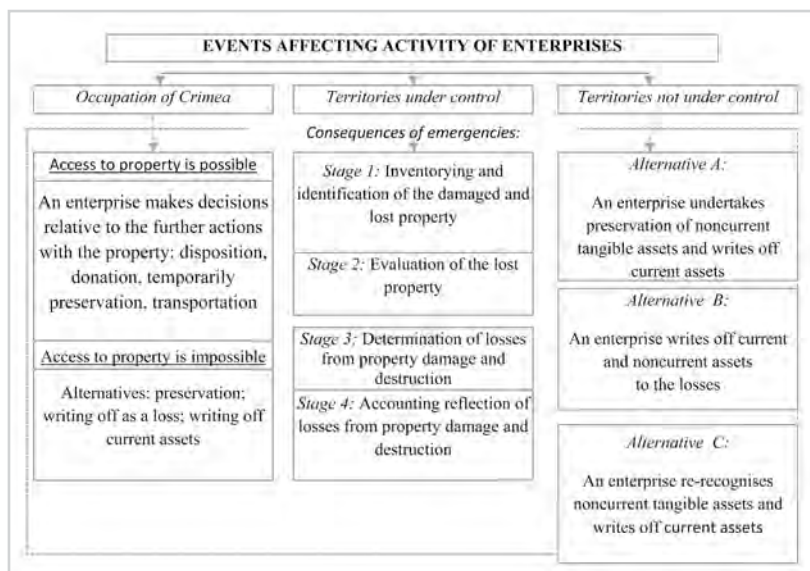 EVENTS AFFECTING ACTIVITY OF ENTERPRISES
Occupation of Crimea
Territories under control
Territories not under control
Consequences of emergencies:
Access to property is possible
An enterprise makes decisions
relative to the further actions
with the property: disposition,
donation, temporarily
preservation, transportation
Access to property is impossible
Alternatives: preservation;
writing off as a loss; writing off
current assets
Stage 1: Inventorying and
identification of the damaged and
lost property
Stage 2: Evaluation of the lost
property
Stage 3: Determination of losses
from property damage and
destruction
Stage 4: Accounting reflection of
losses from property damage and
destruction
Alternative A:
An enterprise undertakes
preservation of noncurrent
tangible assets and writes off
current assets
Alternative B:
An enterprise writes off current
and noncurrent assets
to the losses
Alternative C:
An enterprise re-recognises
noncurrent tangible assets and
writes off current assets